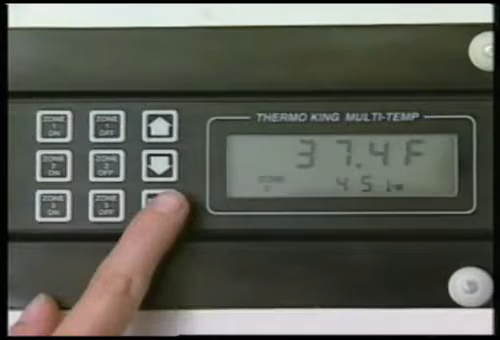 THERMO KING MULTI-TEMP
ZONE 1 ON
ZONE 1 OFF
37.4F
ZONE 2 ON
ZONE 2 OFF
ZONE
45
ZONE 3 ON
ZONE 3 OFF